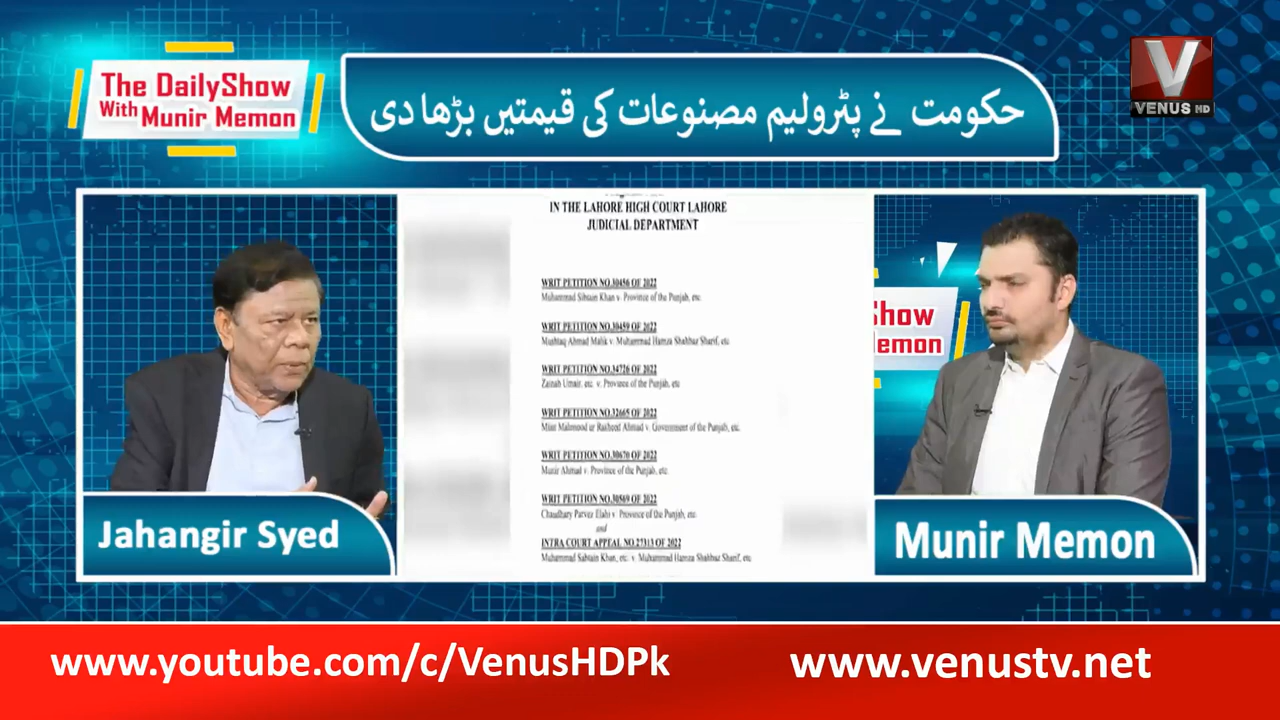 The DailyShow
With Munir Memon
حکومت نے پٹرولیم مصنوعات کی قیمتیں بڑھا دی
V
VENUS HD
IN THE LAHORE HIGH COURT LAHORE
JUDICIAL DEPARTMENT
WRIT PETITION NO.30456 OF 2022
Muhammad Sibtain Khan v. Province of the Punjab, etc.
WRIT PETITION NO.30459 OF 2022
Mushtaq Ahmad Malik v. Muhammad Hamza Shahbaz Sharif, etc
WRIT PETITION NO.34726 OF 2022
Zainab Umair, etc. v. Province of the Punjab, etc
WRIT PETITION NO.32665 OF 2022
Mian Mahmood ur Rasheed Ahmad v. Government of the Punjab, etc.
WRIT PETITION NO.30670 OF 2022
Munir Ahmad v. Province of the Punjab, etc.
WRIT PETITION NO.30569 OF 2022
Chaudhary Parvez Elahi v. Province of the Punjab, etc.
and
INTRA COURT APPEAL NO.27313 OF 2022
Muhammad Sabtain Khan, etc. v. Muhammad Hamza Shahbaz Sharif, etc
Show
emon
Jahangir Syed
Munir Memon
www.youtube.com/c/VenusHDPk
www.venustv.net